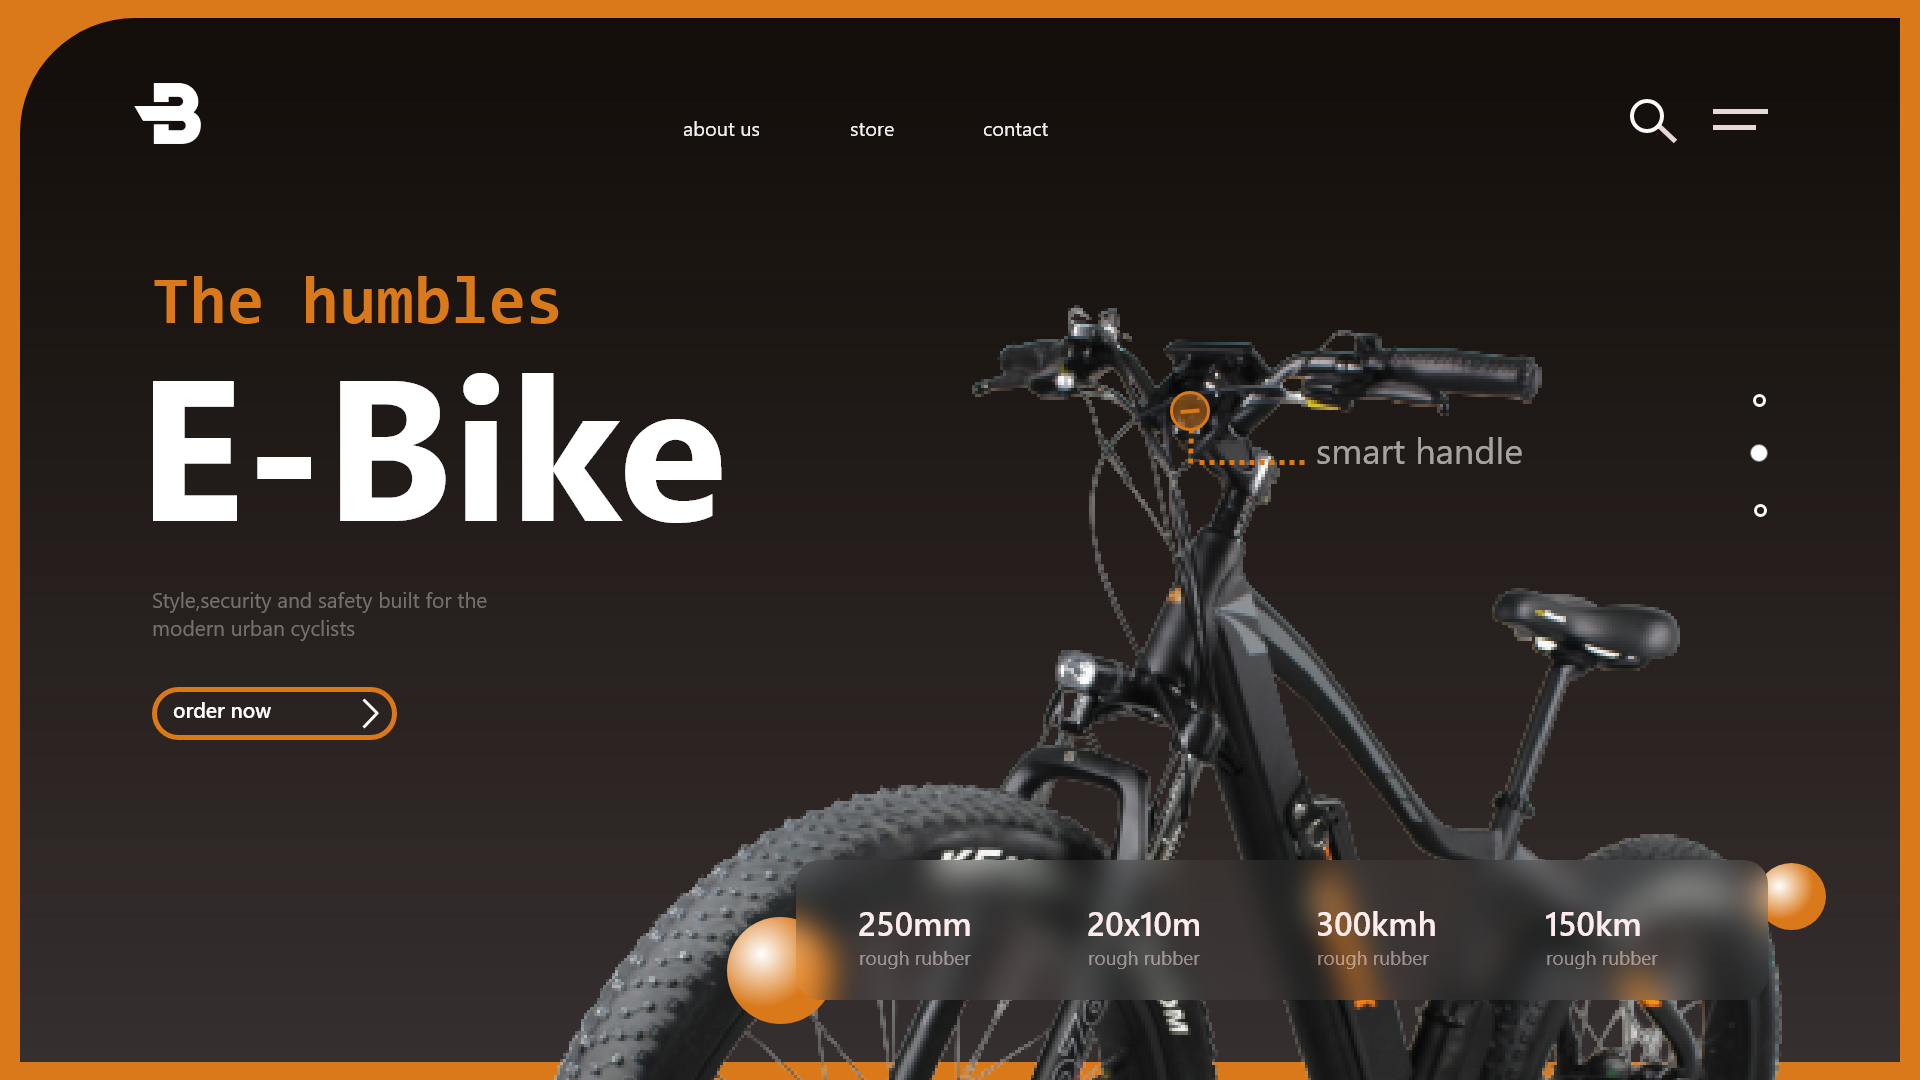 B
about us
store
contact
The humbles
E-Bike
smart handle
Style,security and safety built for the
modern urban cyclists
order now
250mm
rough rubber
20x10m
rough rubber
300kmh
rough rubber
150km
rough rubber